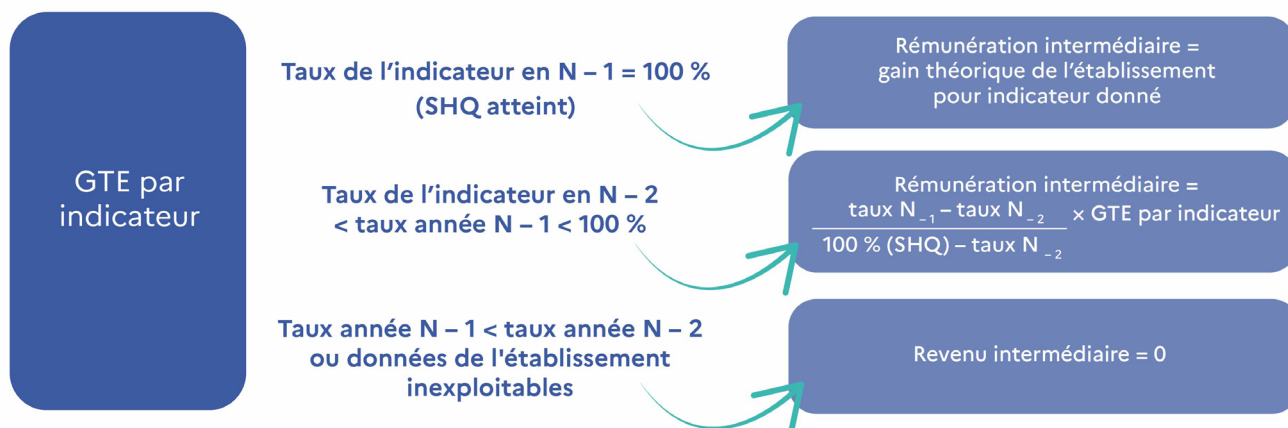 GTE par
indicateur
Taux de l’indicateur en N – 1 = 100 %
(SHQ atteint)
Rémunération intermédiaire =
gain théorique de l’établissement
pour indicateur donné
Taux de l’indicateur en N – 2
< taux année N – 1 < 100 %
Rémunération intermédiaire =
taux N – 1 – taux N – 2
× GTE par indicateur
100 % (SHQ) – taux N – 2
Taux année N – 1 < taux année N – 2
ou données de l'établissement
inexploitables
Revenu intermédiaire = 0